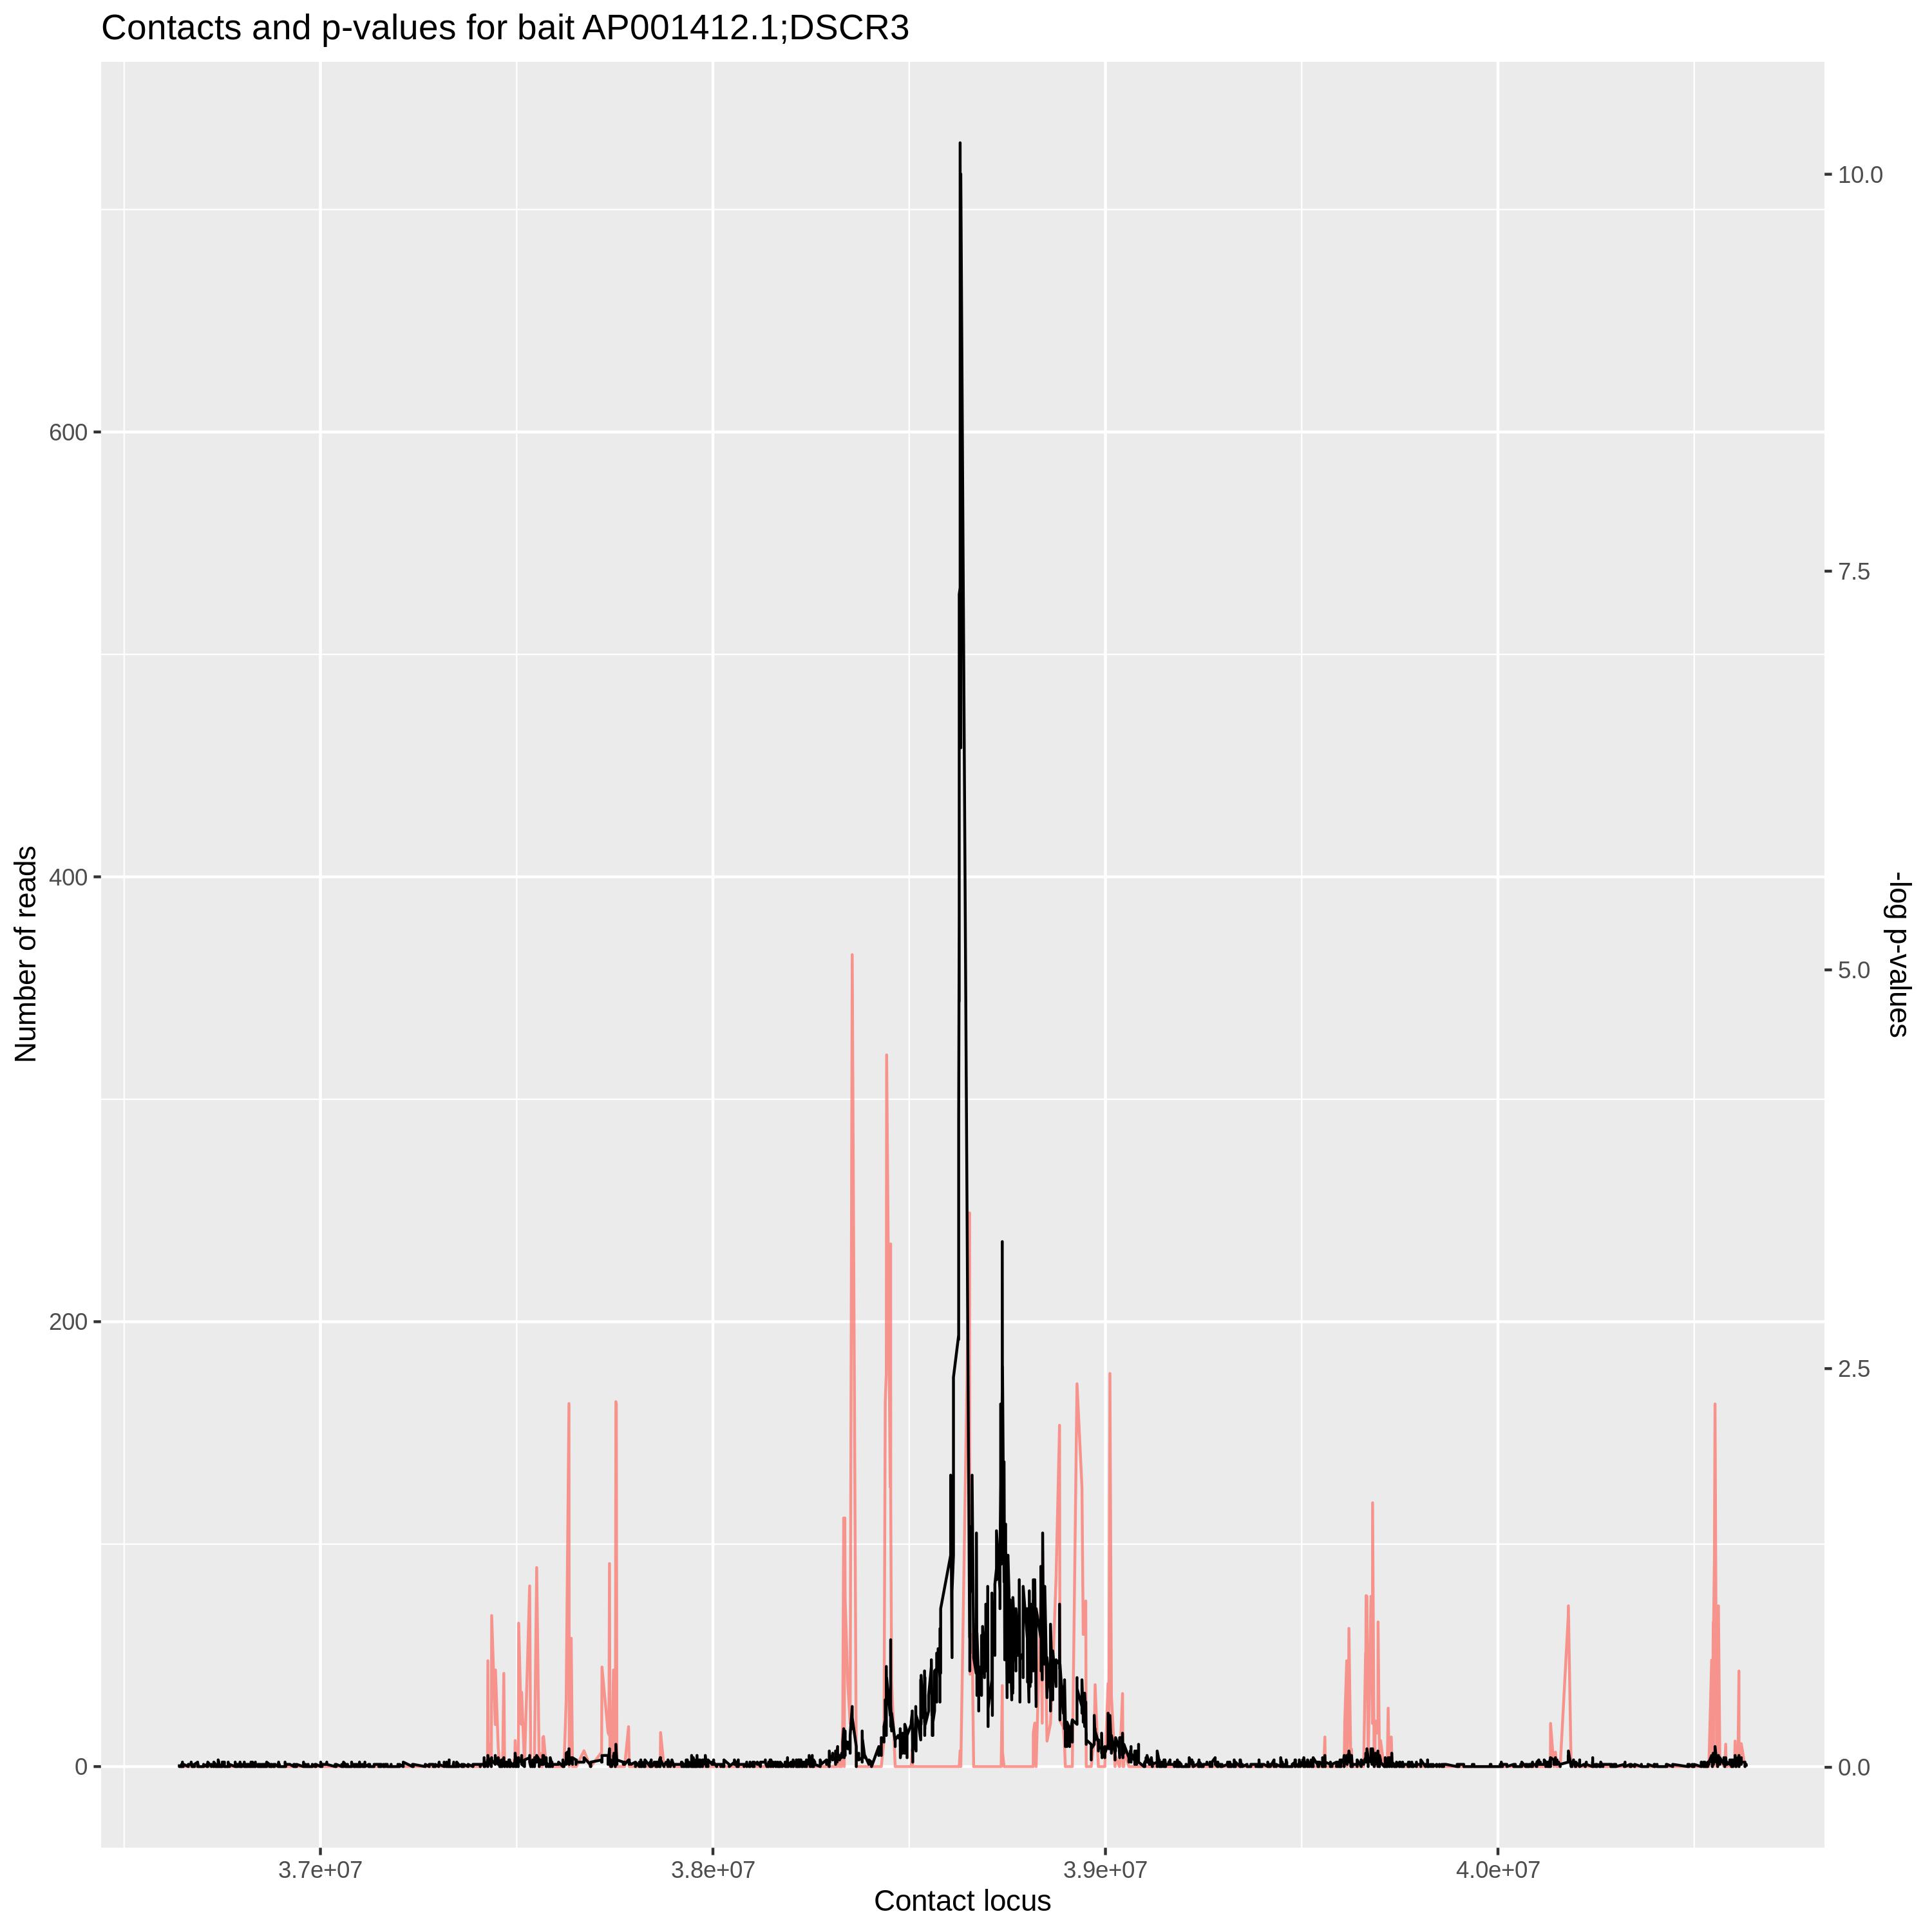 Contacts and p-values for bait AP001412.1;DSCR3
Number of reads
600
400
200
0
10.0
7.5
5.0
2.5
0.0
-log p-values
3.7e+07
3.8e+07
3.9e+07
4.0e+07
Contact locus